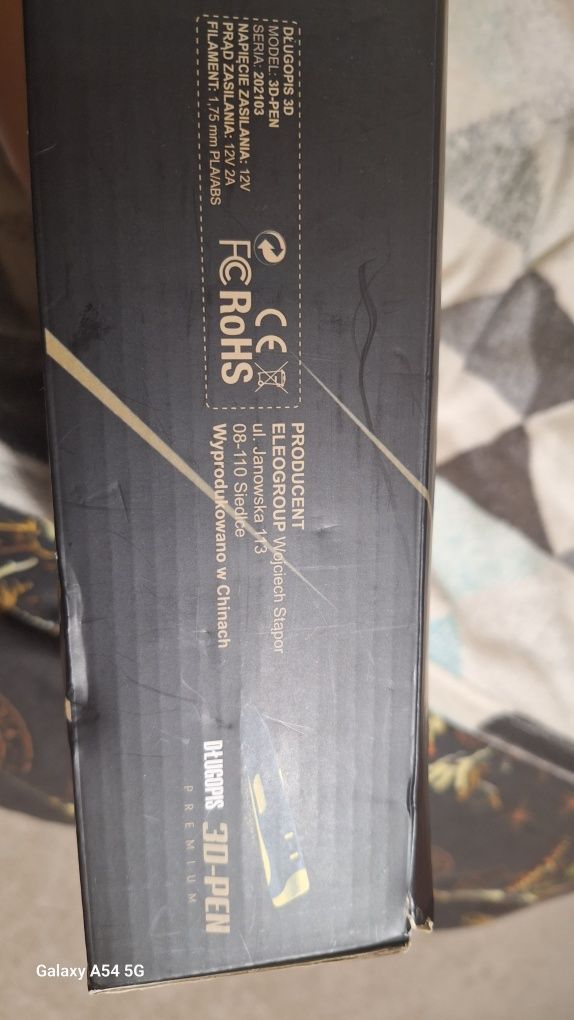 DŁUGOPIS 3D
MODEL: 3D-PEN
SERIA: 202103
NAPIĘCIE ZASILANIA: 12V
PRĄD ZASILANIA: 12V 2A
FILAMENT: 1,75 mm PLA/ABS
CE
FC RoHS
PRODUCENT
ELEOGROUP Wojciech Stąpor
ul. Janowska 113
08-110 Siedlce
Wyprodukowano w Chinach
DŁUGOPIS 3D-PEN
PREMIUM
Galaxy A54 5G